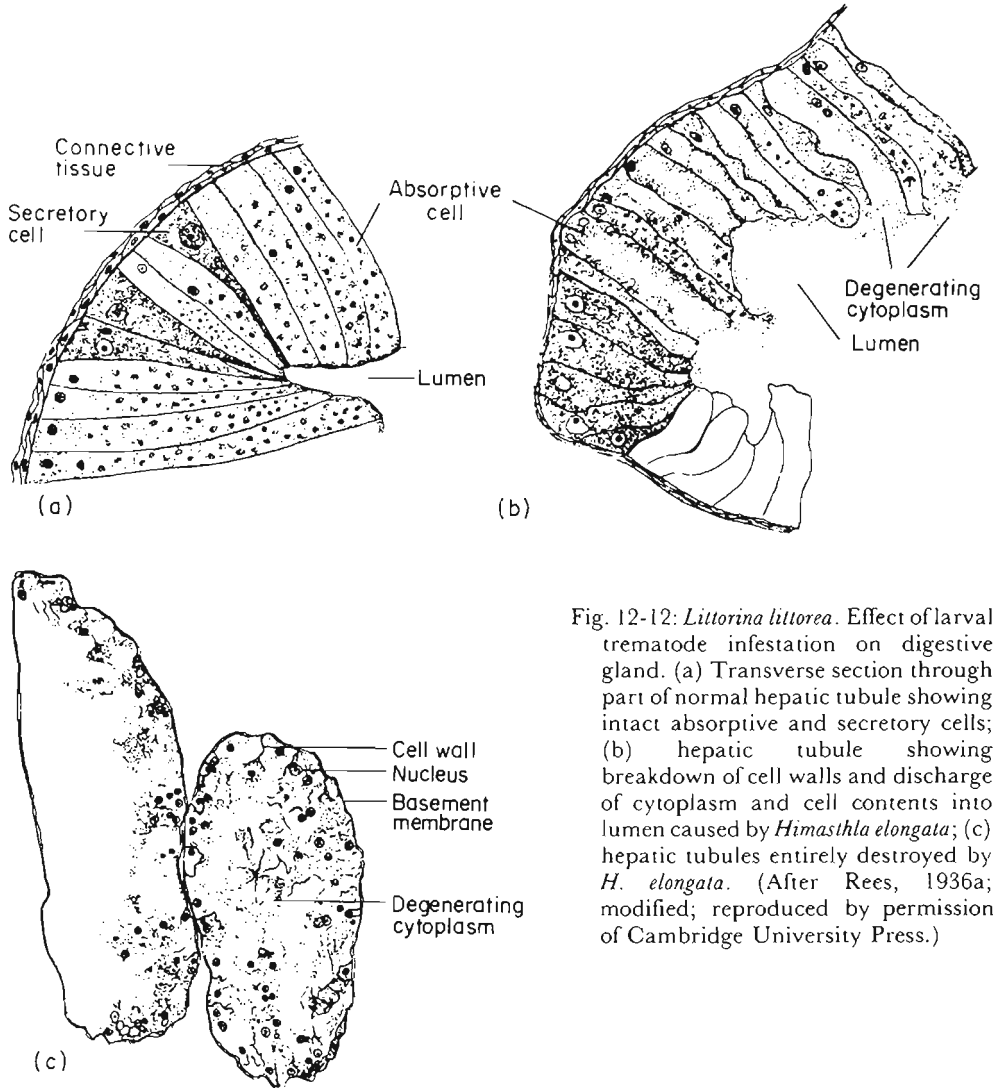 Connective
tissue
Secretory
cell
Absorptive
cell
Lumen
(a)
Degenerating
cytoplasm
Lumen
(b)
Cell wall
Nucleus
Basement
membrane
Degenerating
cytoplasm
(c)
Fig. 12-12: Littorina littorea. Effect of larval
trematode infestation on digestive
gland. (a) Transverse section through
part of normal hepatic tubule showing
intact absorptive and secretory cells;
(b) hepatic tubule showing
breakdown of cell walls and discharge
of cytoplasm and cell contents into
lumen caused by Himasthla elongata; (c)
hepatic tubules entirely destroyed by
H. elongata. (After Rees, 1936a;
modified; reproduced by permission
of Cambridge University Press.)